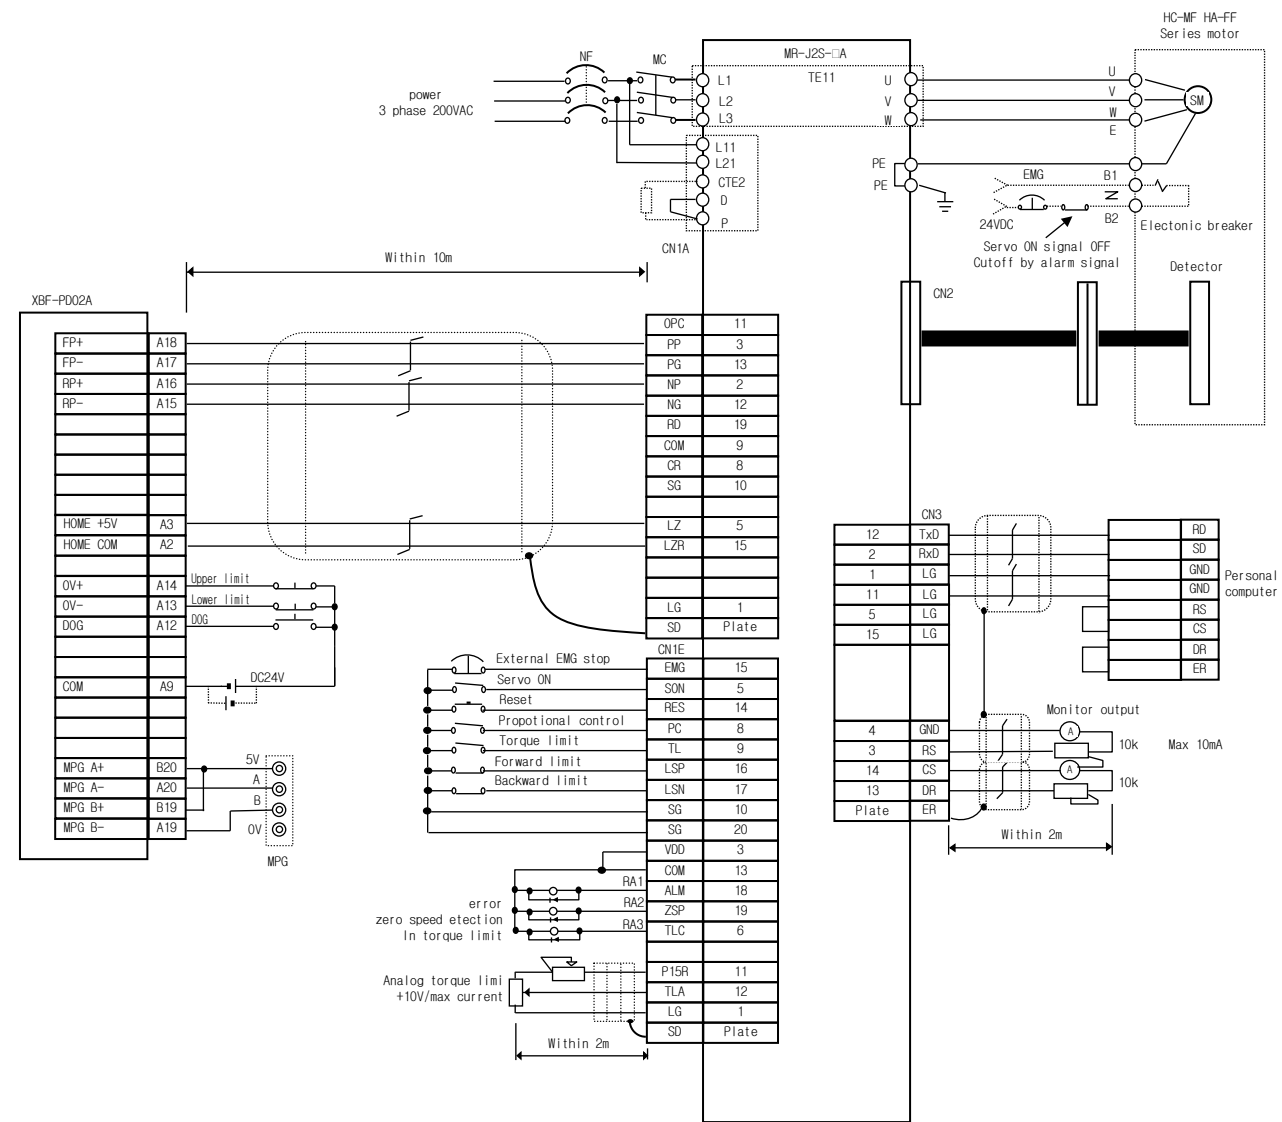 HC-MF HA-FF
Series motor
MR-J2S-□A
TE11
NF
MC
power
3 phase 200VAC
L1
L2
L3
U
V
W
U
V
W
E
SM
L11
L21
CTE2
D
P
PE
PE
EMG
24VDC
B1
B2
Z
Electonic breaker
Servo ON signal OFF
Cutoff by alarm signal
Detector
CN1A
CN2
Within 10m
XBF-PD02A
FP+ A18
FP- A17
RP+ A16
RP- A15
HOME +5V A3
HOME COM A2
OV+ A14 Upper limit
OV- A13 Lower limit
DOG A12 DOG
COM A9 DC24V
MPG A+ B20 5V
MPG A- A20 A
MPG B+ B19 B
MPG B- A19 0V
MPG
OPC 11
PP 3
PG 13
NP 2
NG 12
RD 19
COM 9
CR 8
SG 10
LZ 5
LZR 15
LG 1
SD Plate
CN1E
External EMG stop EMG 15
Servo ON SON 5
Reset RES 14
Propotional control PC 8
Torque limit TL 9
Forward limit LSP 16
Backward limit LSN 17
SG 10
SG 20
VDD 3
COM 13
RA1 ALM 18
RA2 ZSP 19
RA3 TLC 6
error
zero speed etection
In torque limit
P15R 11
TLA 12
LG 1
SD Plate
Analog torque limi
+10V/max current
Within 2m
CN3
12 TxD
2 RxD
1 LG
11 LG
5 LG
15 LG
4 GND
3 RS
14 CS
13 DR
Plate ER
RD
SD
GND
GND
RS
CS
DR
ER
Personal
computer
Monitor output
A
10k
Max 10mA
A
10k
Within 2m